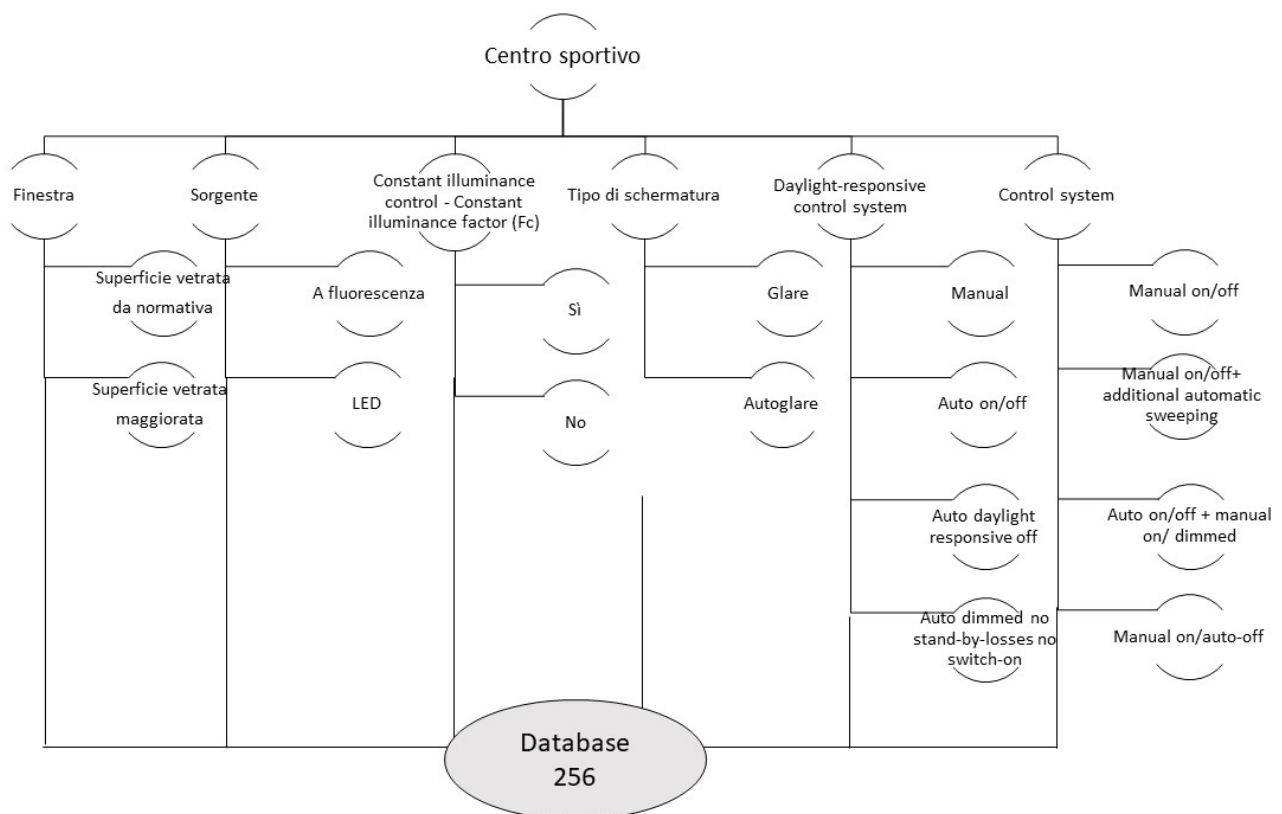 Centro sportivo
Finestra
Sorgente
Constant illuminance
control - Constant
illuminance factor (Fc)
Tipo di schermatura
Daylight-responsive
control system
Control system
Superficie vetrata
da normativa
Superficie vetrata
maggiorata
A fluorescenza
LED
Sì
No
Glare
Autoglare
Manual
Auto on/off
Auto daylight
responsive off
Auto dimmed no
stand-by-losses no
switch-on
Manual on/off
Manual on/off+
additional automatic
sweeping
Auto on/off + manual
on/ dimmed
Manual on/auto-off
Database
256